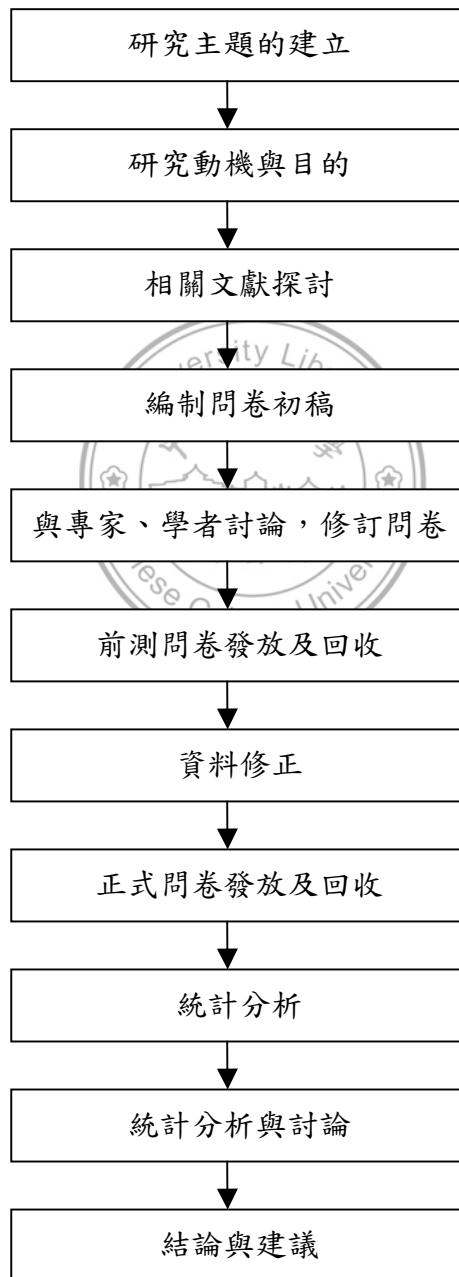 研究主題的建立
研究動機與目的
相關文獻探討
編制問卷初稿
與專家、學者討論，修訂問卷
前測問卷發放及回收
資料修正
正式問卷發放及回收
統計分析
統計分析與討論
結論與建議